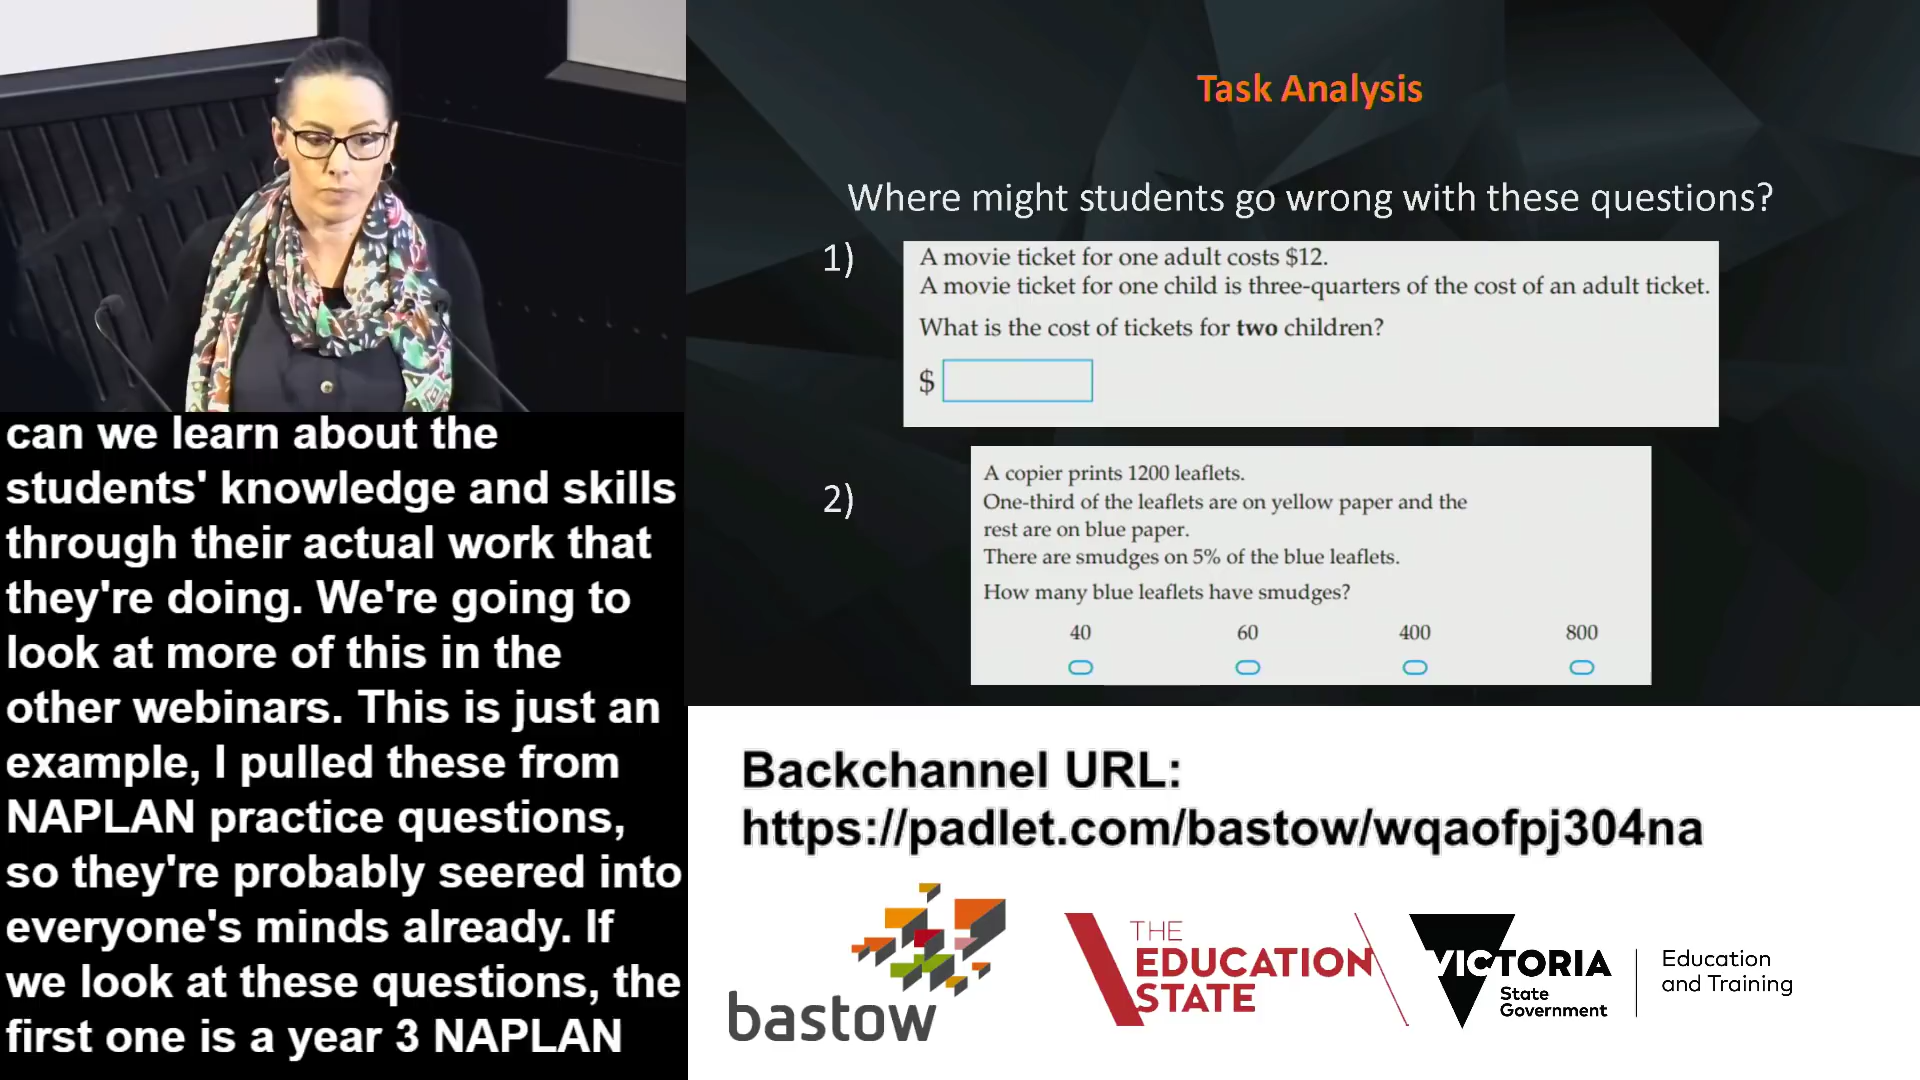 can we learn about the
students' knowledge and skills
through their actual work that
they're doing. We're going to
look at more of this in the
other webinars. This is just an
example, I pulled these from
NAPLAN practice questions,
so they're probably seered into
everyone's minds already. If
we look at these questions, the
first one is a year 3 NAPLAN
Task Analysis
Where might students go wrong with these questions?
1)
A movie ticket for one adult costs $12.
A movie ticket for one child is three-quarters of the cost of an adult ticket.
What is the cost of tickets for two children?
$
2)
A copier prints 1200 leaflets.
One-third of the leaflets are on yellow paper and the
rest are on blue paper.
There are smudges on 5% of the blue leaflets.
How many blue leaflets have smudges?
40 60 400 800
Backchannel URL:
https://padlet.com/bastow/wqaofpj304na
bastow
THE
EDUCATION
STATE
VICTORIA
State
Government
Education
and Training